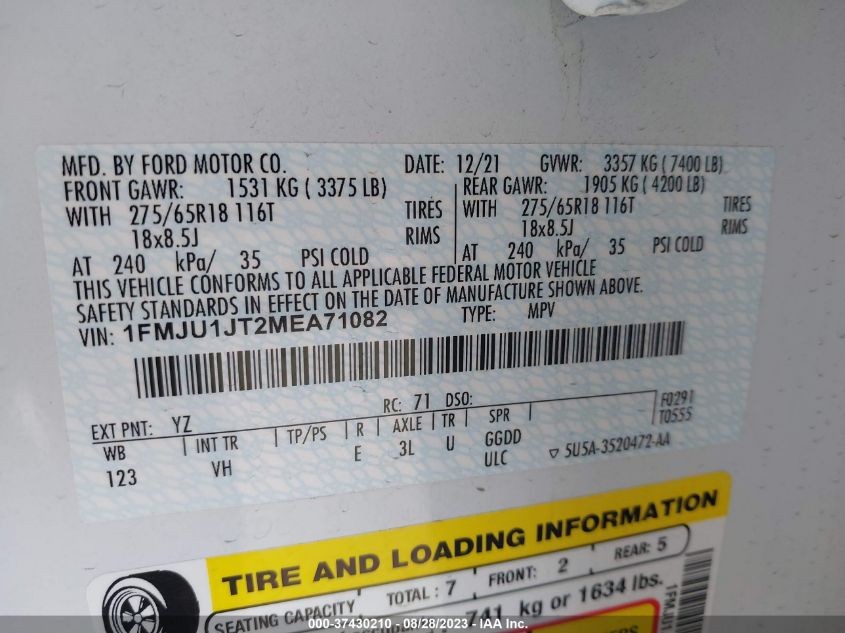 MFD. BY FORD MOTOR CO. DATE: 12/21 GVWR: 3357 KG ( 7400 LB)
FRONT GAWR: 1531 KG ( 3375 LB) REAR GAWR: 1905 KG ( 4200 LB)
WITH 275/65R18 116T TIRES WITH 275/65R18 116T TIRES
18x8.5J RIMS 18x8.5J RIMS
AT 240 kPa/ 35 PSI COLD AT 240 kPa/ 35 PSI COLD
THIS VEHICLE CONFORMS TO ALL APPLICABLE FEDERAL MOTOR VEHICLE
SAFETY STANDARDS IN EFFECT ON THE DATE OF MANUFACTURE SHOWN ABOVE.
VIN: 1FMJU1JT2MEA71082 TYPE: MPV
EXT PNT: YZ RC: 71 DSO: F0291
T0555
WB INT TR TP/PS R AXLE TR SPR
123 VH E 3L U GGDD
ULC ▽ 5U5A-3520472-AA
TIRE AND LOADING INFORMATION
SEATING CAPACITY TOTAL: 7 FRONT: 2 REAR: 5
741 kg or 1634 lbs.
000-37430210 - 08/28/2023 - IAA Inc.